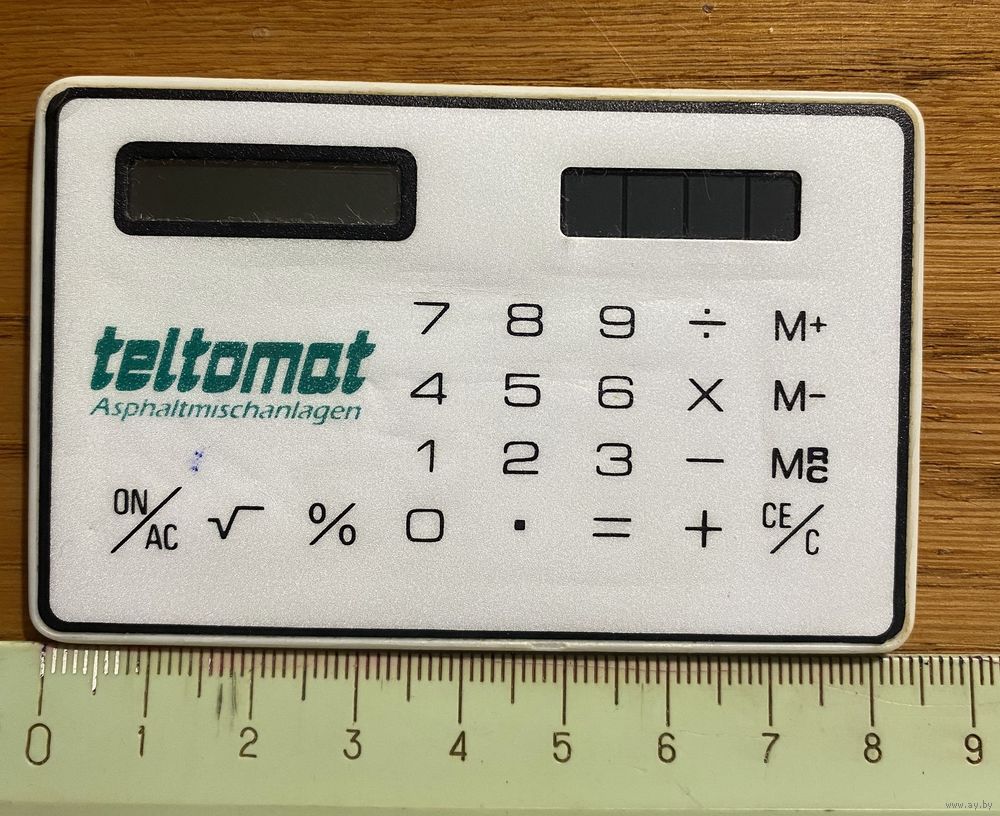 teltomat
Asphaltmischanlagen
7 8 9 ÷ M+
4 5 6 × M−
1 2 3 − MRC
ON/AC √ % 0 . = + CE/C
0 1 2 3 4 5 6 7 8 9
www.ay.by